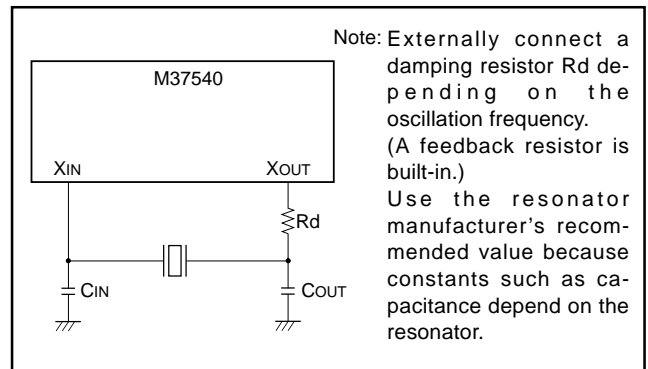 M37540
XIN
XOUT
Rd
CIN
COUT
Note: Externally connect a
damping resistor Rd de-
pending on the
oscillation frequency.
(A feedback resistor is
built-in.)
Use the resonator
manufacturer's recom-
mended value because
constants such as ca-
pacitance depend on the
resonator.